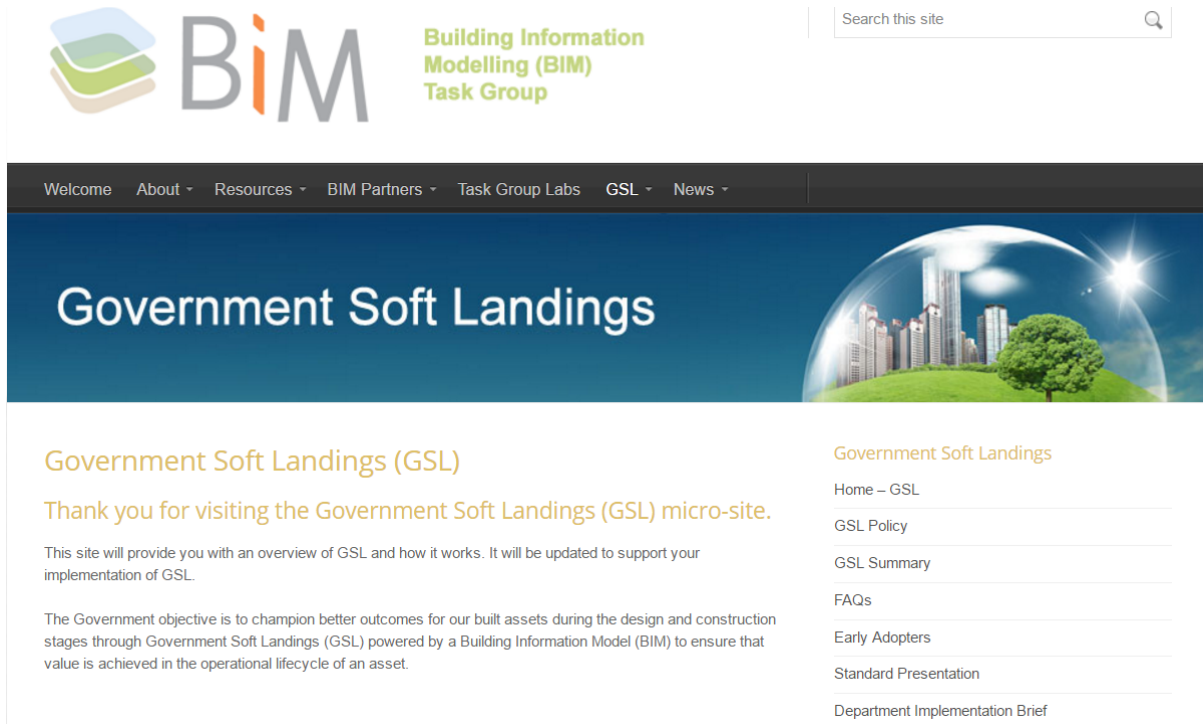 BiM
Building Information
Modelling (BIM)
Task Group
Search this site
Welcome About Resources BIM Partners Task Group Labs GSL News
Government Soft Landings
Government Soft Landings (GSL)
Thank you for visiting the Government Soft Landings (GSL) micro-site.
This site will provide you with an overview of GSL and how it works. It will be updated to support your
implementation of GSL.
The Government objective is to champion better outcomes for our built assets during the design and construction
stages through Government Soft Landings (GSL) powered by a Building Information Model (BIM) to ensure that
value is achieved in the operational lifecycle of an asset.
Government Soft Landings
Home – GSL
GSL Policy
GSL Summary
FAQs
Early Adopters
Standard Presentation
Department Implementation Brief